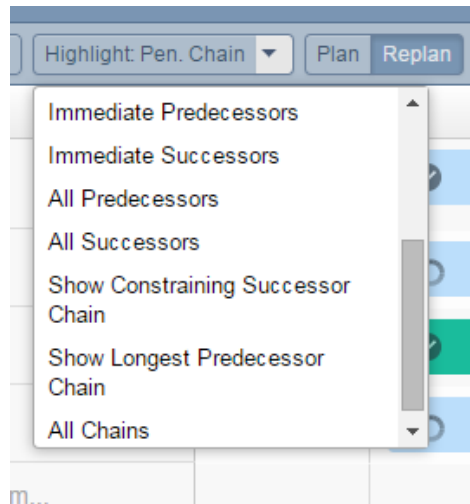 Highlight: Pen. Chain
Plan
Replan
Immediate Predecessors
Immediate Successors
All Predecessors
All Successors
Show Constraining Successor
Chain
Show Longest Predecessor
Chain
All Chains
m...